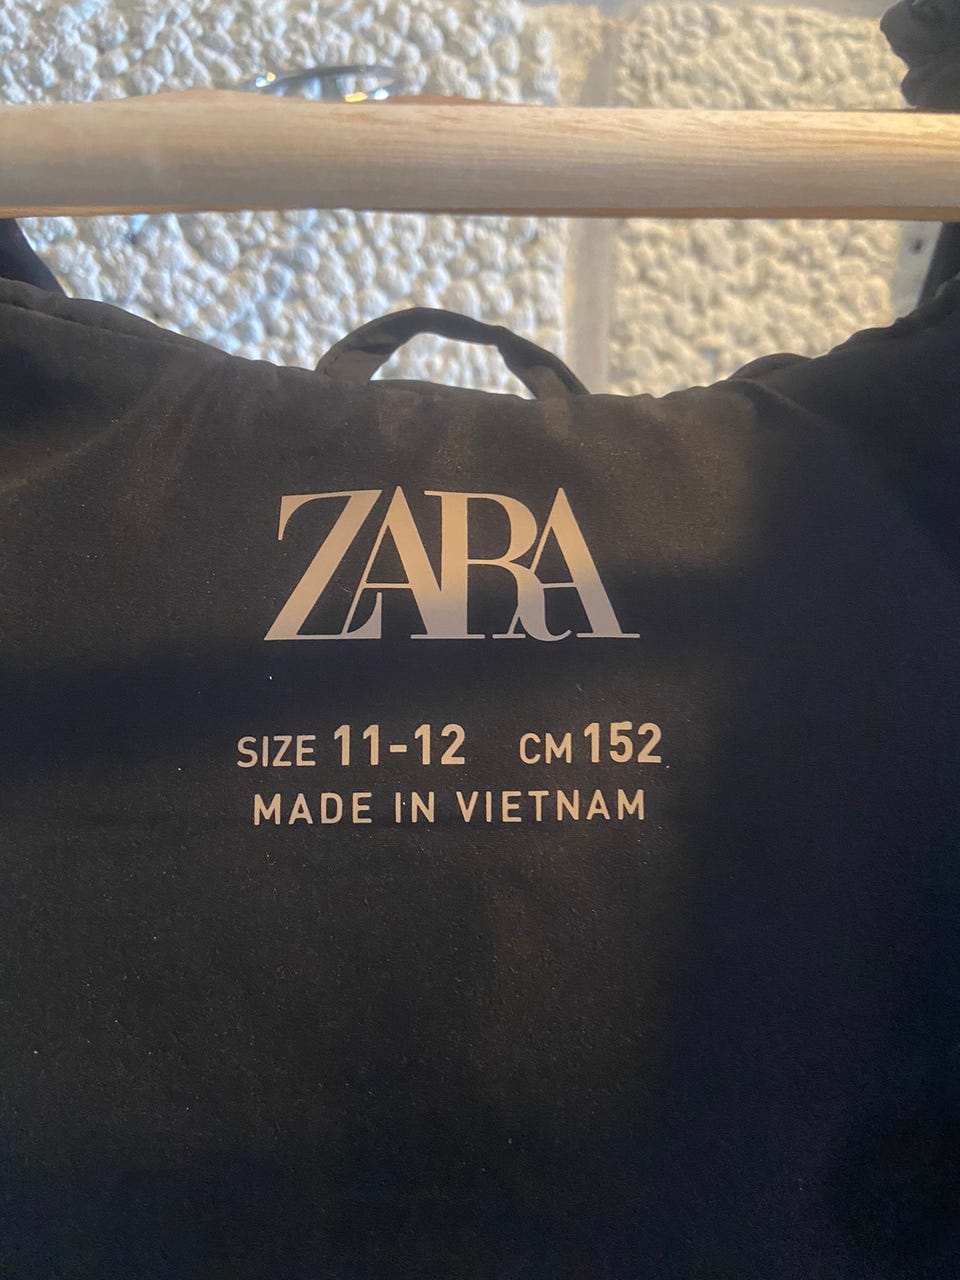 ZARA
SIZE 11-12 CM 152
MADE IN VIETNAM